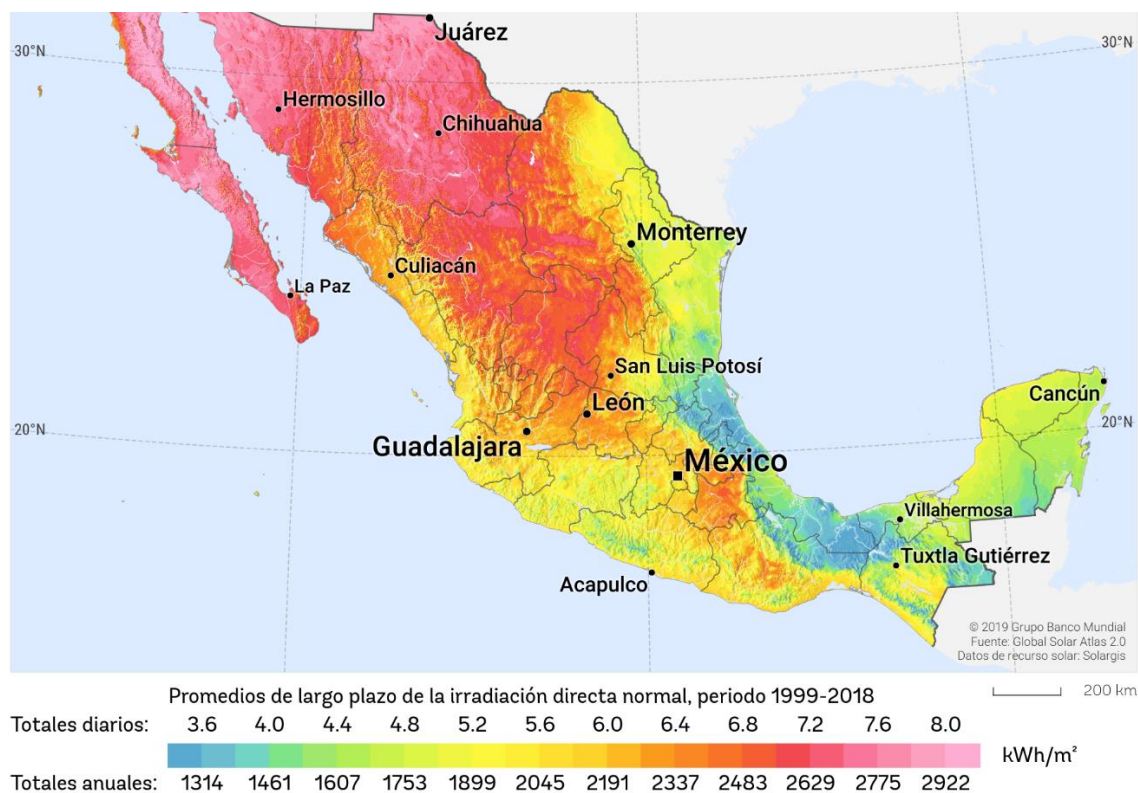 Juárez
30°N
30°N
Hermosillo
Chihuahua
Monterrey
Culiacán
La Paz
San Luis Potosí
Cancún
León
20°N
20°N
Guadalajara
México
Villahermosa
Tuxtla Gutiérrez
Acapulco
© 2019 Grupo Banco Mundial
Fuente: Global Solar Atlas 2.0
Datos de recurso solar: Solargis
Promedios de largo plazo de la irradiación directa normal, periodo 1999-2018
200 km
Totales diarios: 3.6 4.0 4.4 4.8 5.2 5.6 6.0 6.4 6.8 7.2 7.6 8.0
kWh/m²
Totales anuales: 1314 1461 1607 1753 1899 2045 2191 2337 2483 2629 2775 2922